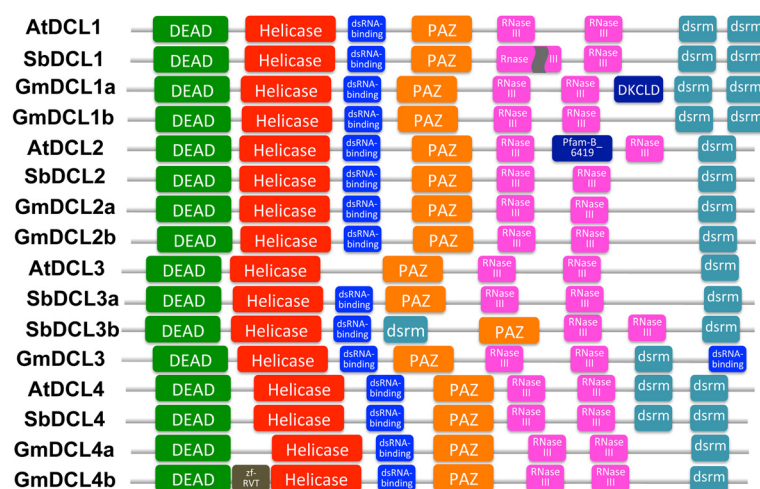 AtDCL1 DEAD Helicase dsRNA-binding PAZ RNase III RNase III dsrm dsrm
SbDCL1 DEAD Helicase dsRNA-binding PAZ Rnase III RNase III dsrm dsrm
GmDCL1a DEAD Helicase dsRNA-binding PAZ RNase III RNase III DKCLD dsrm dsrm
GmDCL1b DEAD Helicase dsRNA-binding PAZ RNase III RNase III dsrm dsrm
AtDCL2 DEAD Helicase dsRNA-binding PAZ RNase III Pfam-B_6419 RNase III dsrm
SbDCL2 DEAD Helicase dsRNA-binding PAZ RNase III RNase III dsrm
GmDCL2a DEAD Helicase dsRNA-binding PAZ RNase III RNase III dsrm
GmDCL2b DEAD Helicase dsRNA-binding PAZ RNase III RNase III dsrm
AtDCL3 DEAD Helicase PAZ RNase III RNase III dsrm
SbDCL3a DEAD Helicase dsRNA-binding PAZ RNase III RNase III dsrm
SbDCL3b DEAD Helicase dsRNA-binding dsrm PAZ RNase III RNase III dsrm
GmDCL3 DEAD Helicase dsRNA-binding PAZ RNase III RNase III dsrm dsRNA-binding
AtDCL4 DEAD Helicase dsRNA-binding PAZ RNase III RNase III dsrm dsrm
SbDCL4 DEAD Helicase dsRNA-binding PAZ RNase III RNase III dsrm dsrm
GmDCL4a DEAD Helicase dsRNA-binding PAZ RNase III RNase III dsrm
GmDCL4b DEAD zf-RVT Helicase dsRNA-binding PAZ RNase III RNase III dsrm